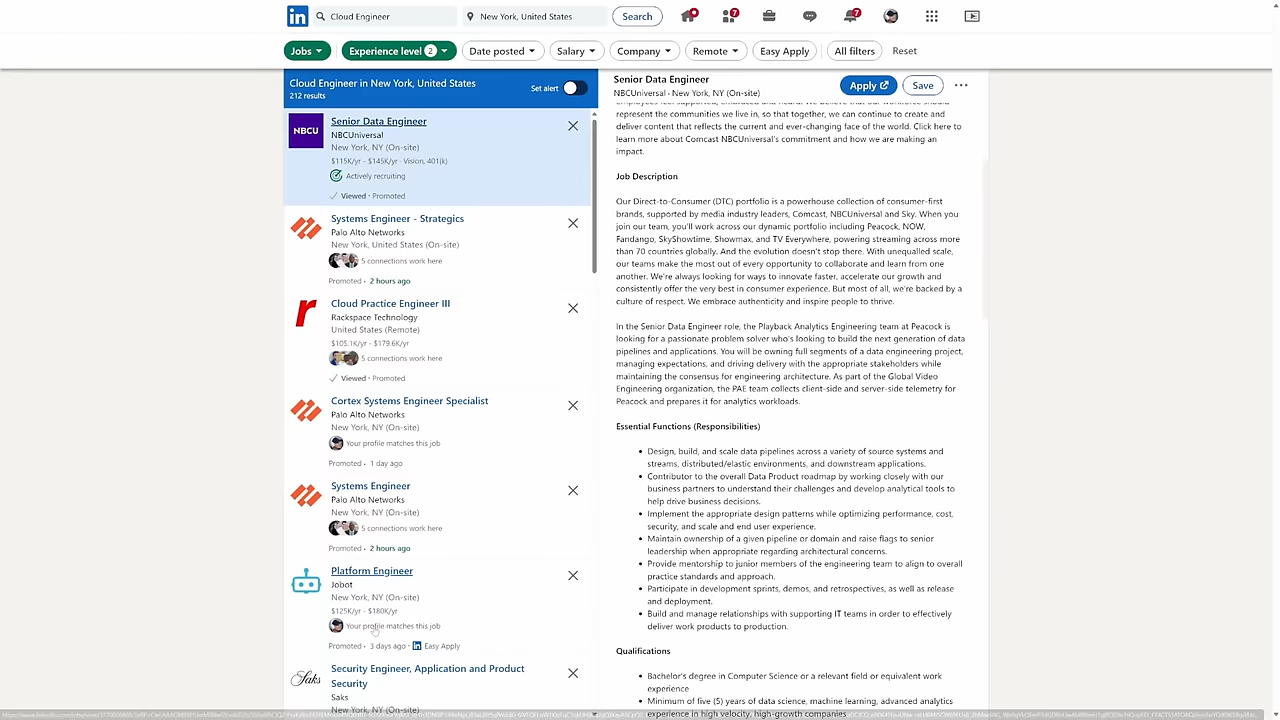 in
Cloud Engineer
New York, United States
Search
7
7
Jobs
Experience level 2
Date posted
Salary
Company
Remote
Easy Apply
All filters
Reset
Cloud Engineer in New York, United States
212 results
Set alert
NBCU
Senior Data Engineer
NBCUniversal
New York, NY (On-site)
$115K/yr - $145K/yr · Vision, 401(k)
Actively recruiting
Viewed · Promoted
Systems Engineer - Strategics
Palo Alto Networks
New York, United States (On-site)
5 connections work here
Promoted · 2 hours ago
Cloud Practice Engineer III
Rackspace Technology
United States (Remote)
$105.1K/yr - $179.6K/yr
5 connections work here
Viewed · Promoted
Cortex Systems Engineer Specialist
Palo Alto Networks
New York, NY (On-site)
Your profile matches this job
Promoted · 1 day ago
Systems Engineer
Palo Alto Networks
New York, NY (On-site)
5 connections work here
Promoted · 2 hours ago
Platform Engineer
Jobot
New York, NY (On-site)
$125K/yr - $180K/yr
Your profile matches this job
Promoted · 3 days ago · in Easy Apply
Saks
Security Engineer, Application and Product
Security
Saks
New York, NY (On-site)
Senior Data Engineer
NBCUniversal · New York, NY (On-site)
Apply
Save
employees feel supported, embraced and heard. We believe that our workforce should
represent the communities we live in, so that together, we can continue to create and
deliver content that reflects the current and ever-changing face of the world. Click here to
learn more about Comcast NBCUniversal's commitment and how we are making an
impact.
Job Description
Our Direct-to-Consumer (DTC) portfolio is a powerhouse collection of consumer-first
brands, supported by media industry leaders, Comcast, NBCUniversal and Sky. When you
join our team, you'll work across our dynamic portfolio including Peacock, NOW,
Fandango, SkyShowtime, Showmax, and TV Everywhere, powering streaming across more
than 70 countries globally. And the evolution doesn't stop there. With unequalled scale,
our teams make the most out of every opportunity to collaborate and learn from one
another. We're always looking for ways to innovate faster, accelerate our growth and
consistently offer the very best in consumer experience. But most of all, we're backed by a
culture of respect. We embrace authenticity and inspire people to thrive.
In the Senior Data Engineer role, the Playback Analytics Engineering team at Peacock is
looking for a passionate problem solver who's looking to build the next generation of data
pipelines and applications. You will be owning full segments of a data engineering project,
managing expectations, and driving delivery with the appropriate stakeholders while
maintaining the consensus for engineering architecture. As part of the Global Video
Engineering organization, the PAE team collects client-side and server-side telemetry for
Peacock and prepares it for analytics workloads.
Essential Functions (Responsibilities)
• Design, build, and scale data pipelines across a variety of source systems and
streams, distributed/elastic environments, and downstream applications.
• Contributor to the overall Data Product roadmap by working closely with our
business partners to understand their challenges and develop analytical tools to
help drive business decisions.
• Implement the appropriate design patterns while optimizing performance, cost,
security, and scale and end user experience.
• Maintain ownership of a given pipeline or domain and raise flags to senior
leadership when appropriate regarding architectural concerns.
• Provide mentorship to junior members of the engineering team to align to overall
practice standards and approach.
• Participate in development sprints, demos, and retrospectives, as well as release
and deployment.
• Build and manage relationships with supporting IT teams in order to effectively
deliver work products to production.
Qualifications
• Bachelor's degree in Computer Science or a relevant field or equivalent work
experience
• Minimum of five (5) years of data science, machine learning, advanced analytics
experience in high velocity, high-growth companies